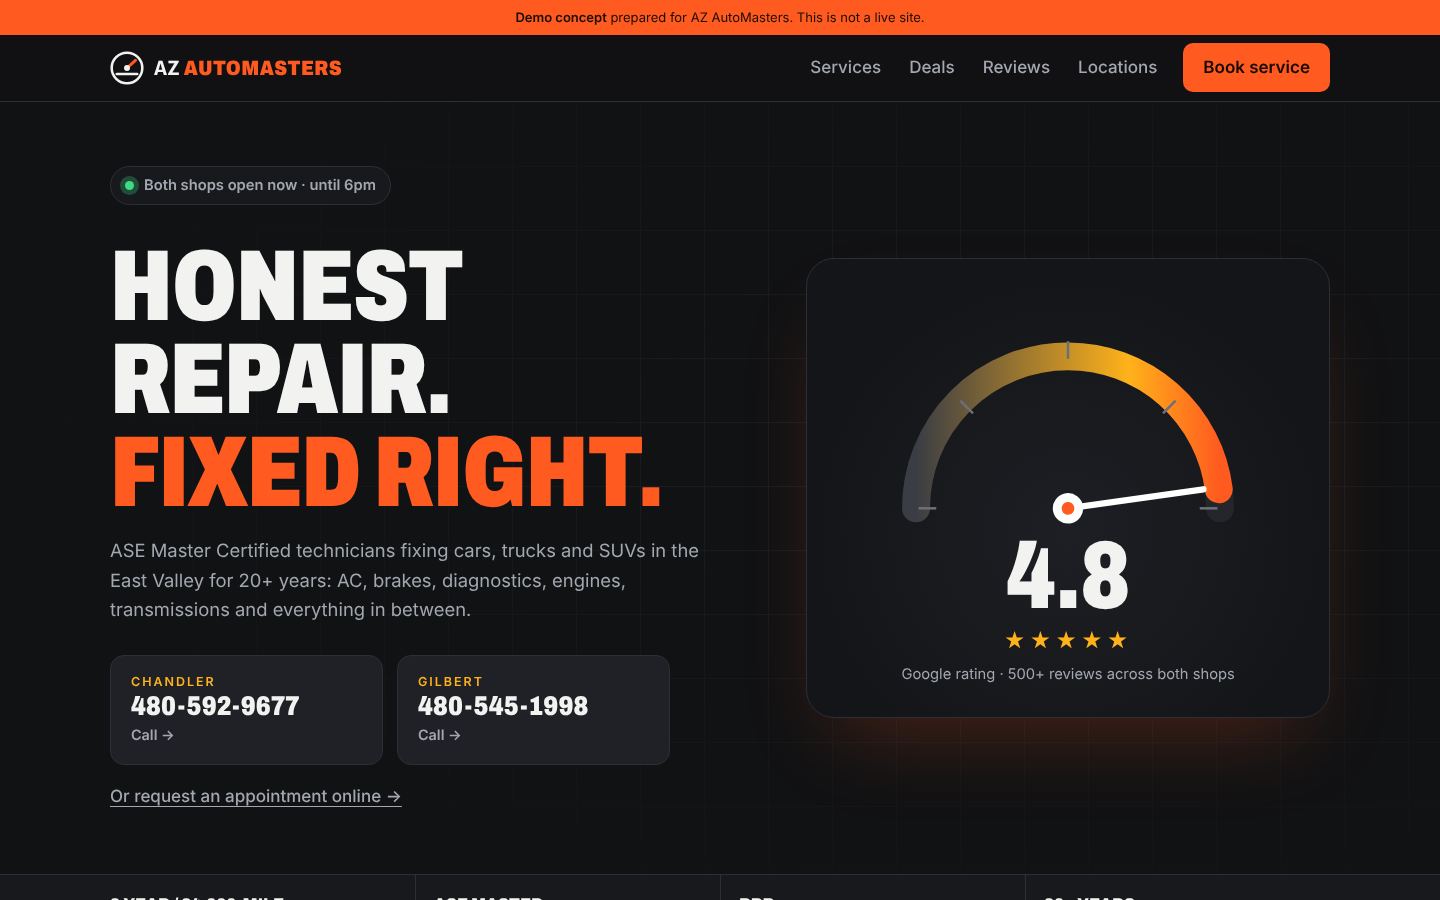 Demo concept prepared for AZ AutoMasters. This is not a live site.
AZ AUTOMASTERS
Services
Deals
Reviews
Locations
Book service
Both shops open now · until 6pm
HONEST
REPAIR.
FIXED RIGHT.
ASE Master Certified technicians fixing cars, trucks and SUVs in the
East Valley for 20+ years: AC, brakes, diagnostics, engines,
transmissions and everything in between.
CHANDLER
480-592-9677
Call →
GILBERT
480-545-1998
Call →
Or request an appointment online →
4.8
★★★★★
Google rating · 500+ reviews across both shops